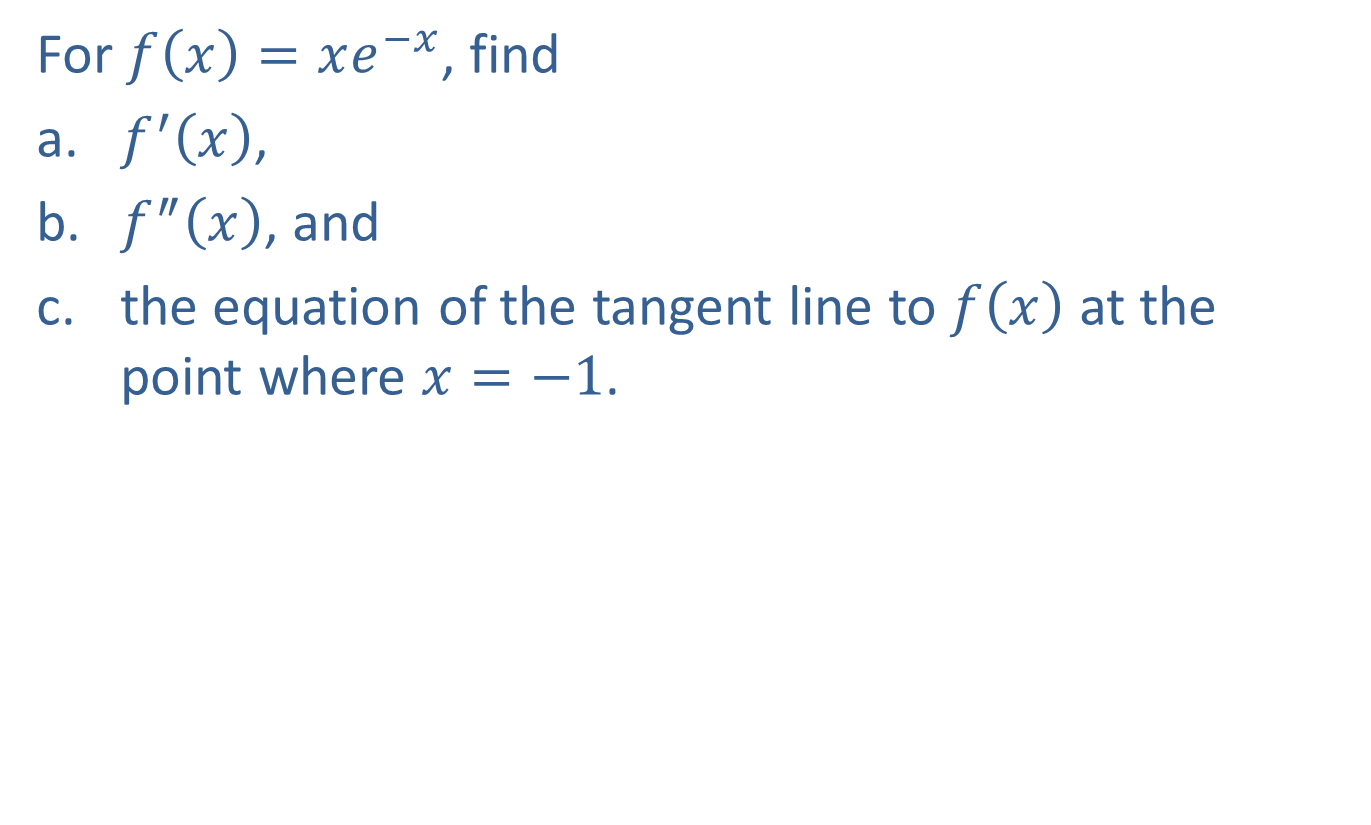 For f(x) = xe⁻ˣ, find
a. f′(x),
b. f″(x), and
c. the equation of the tangent line to f(x) at the
point where x = −1.